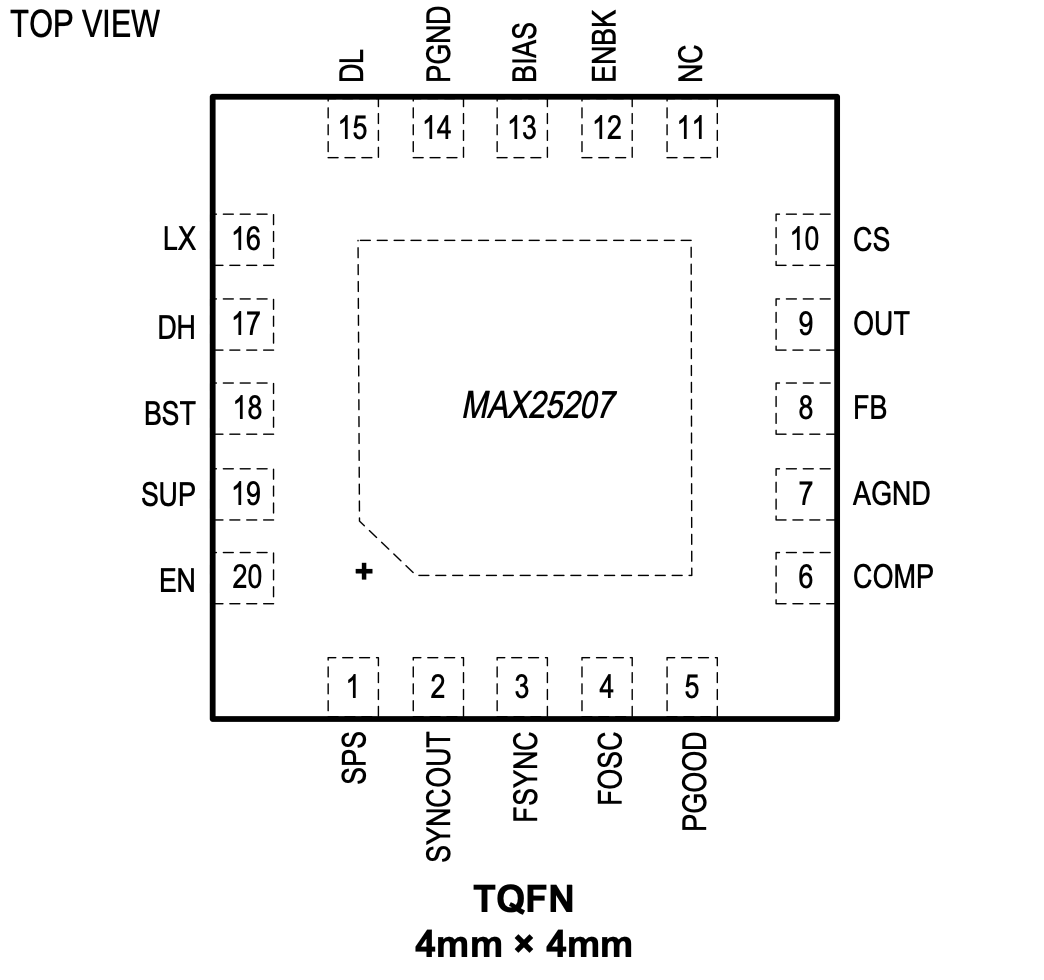 TOP VIEW
DL
PGND
BIAS
ENBK
NC
15
14
13
12
11
LX
16
10
CS
DH
17
9
OUT
MAX25207
BST
18
8
FB
SUP
19
7
AGND
+
EN
20
6
COMP
1
2
3
4
5
SPS
SYNCOUT
FSYNC
FOSC
PGOOD
TQFN
4mm × 4mm